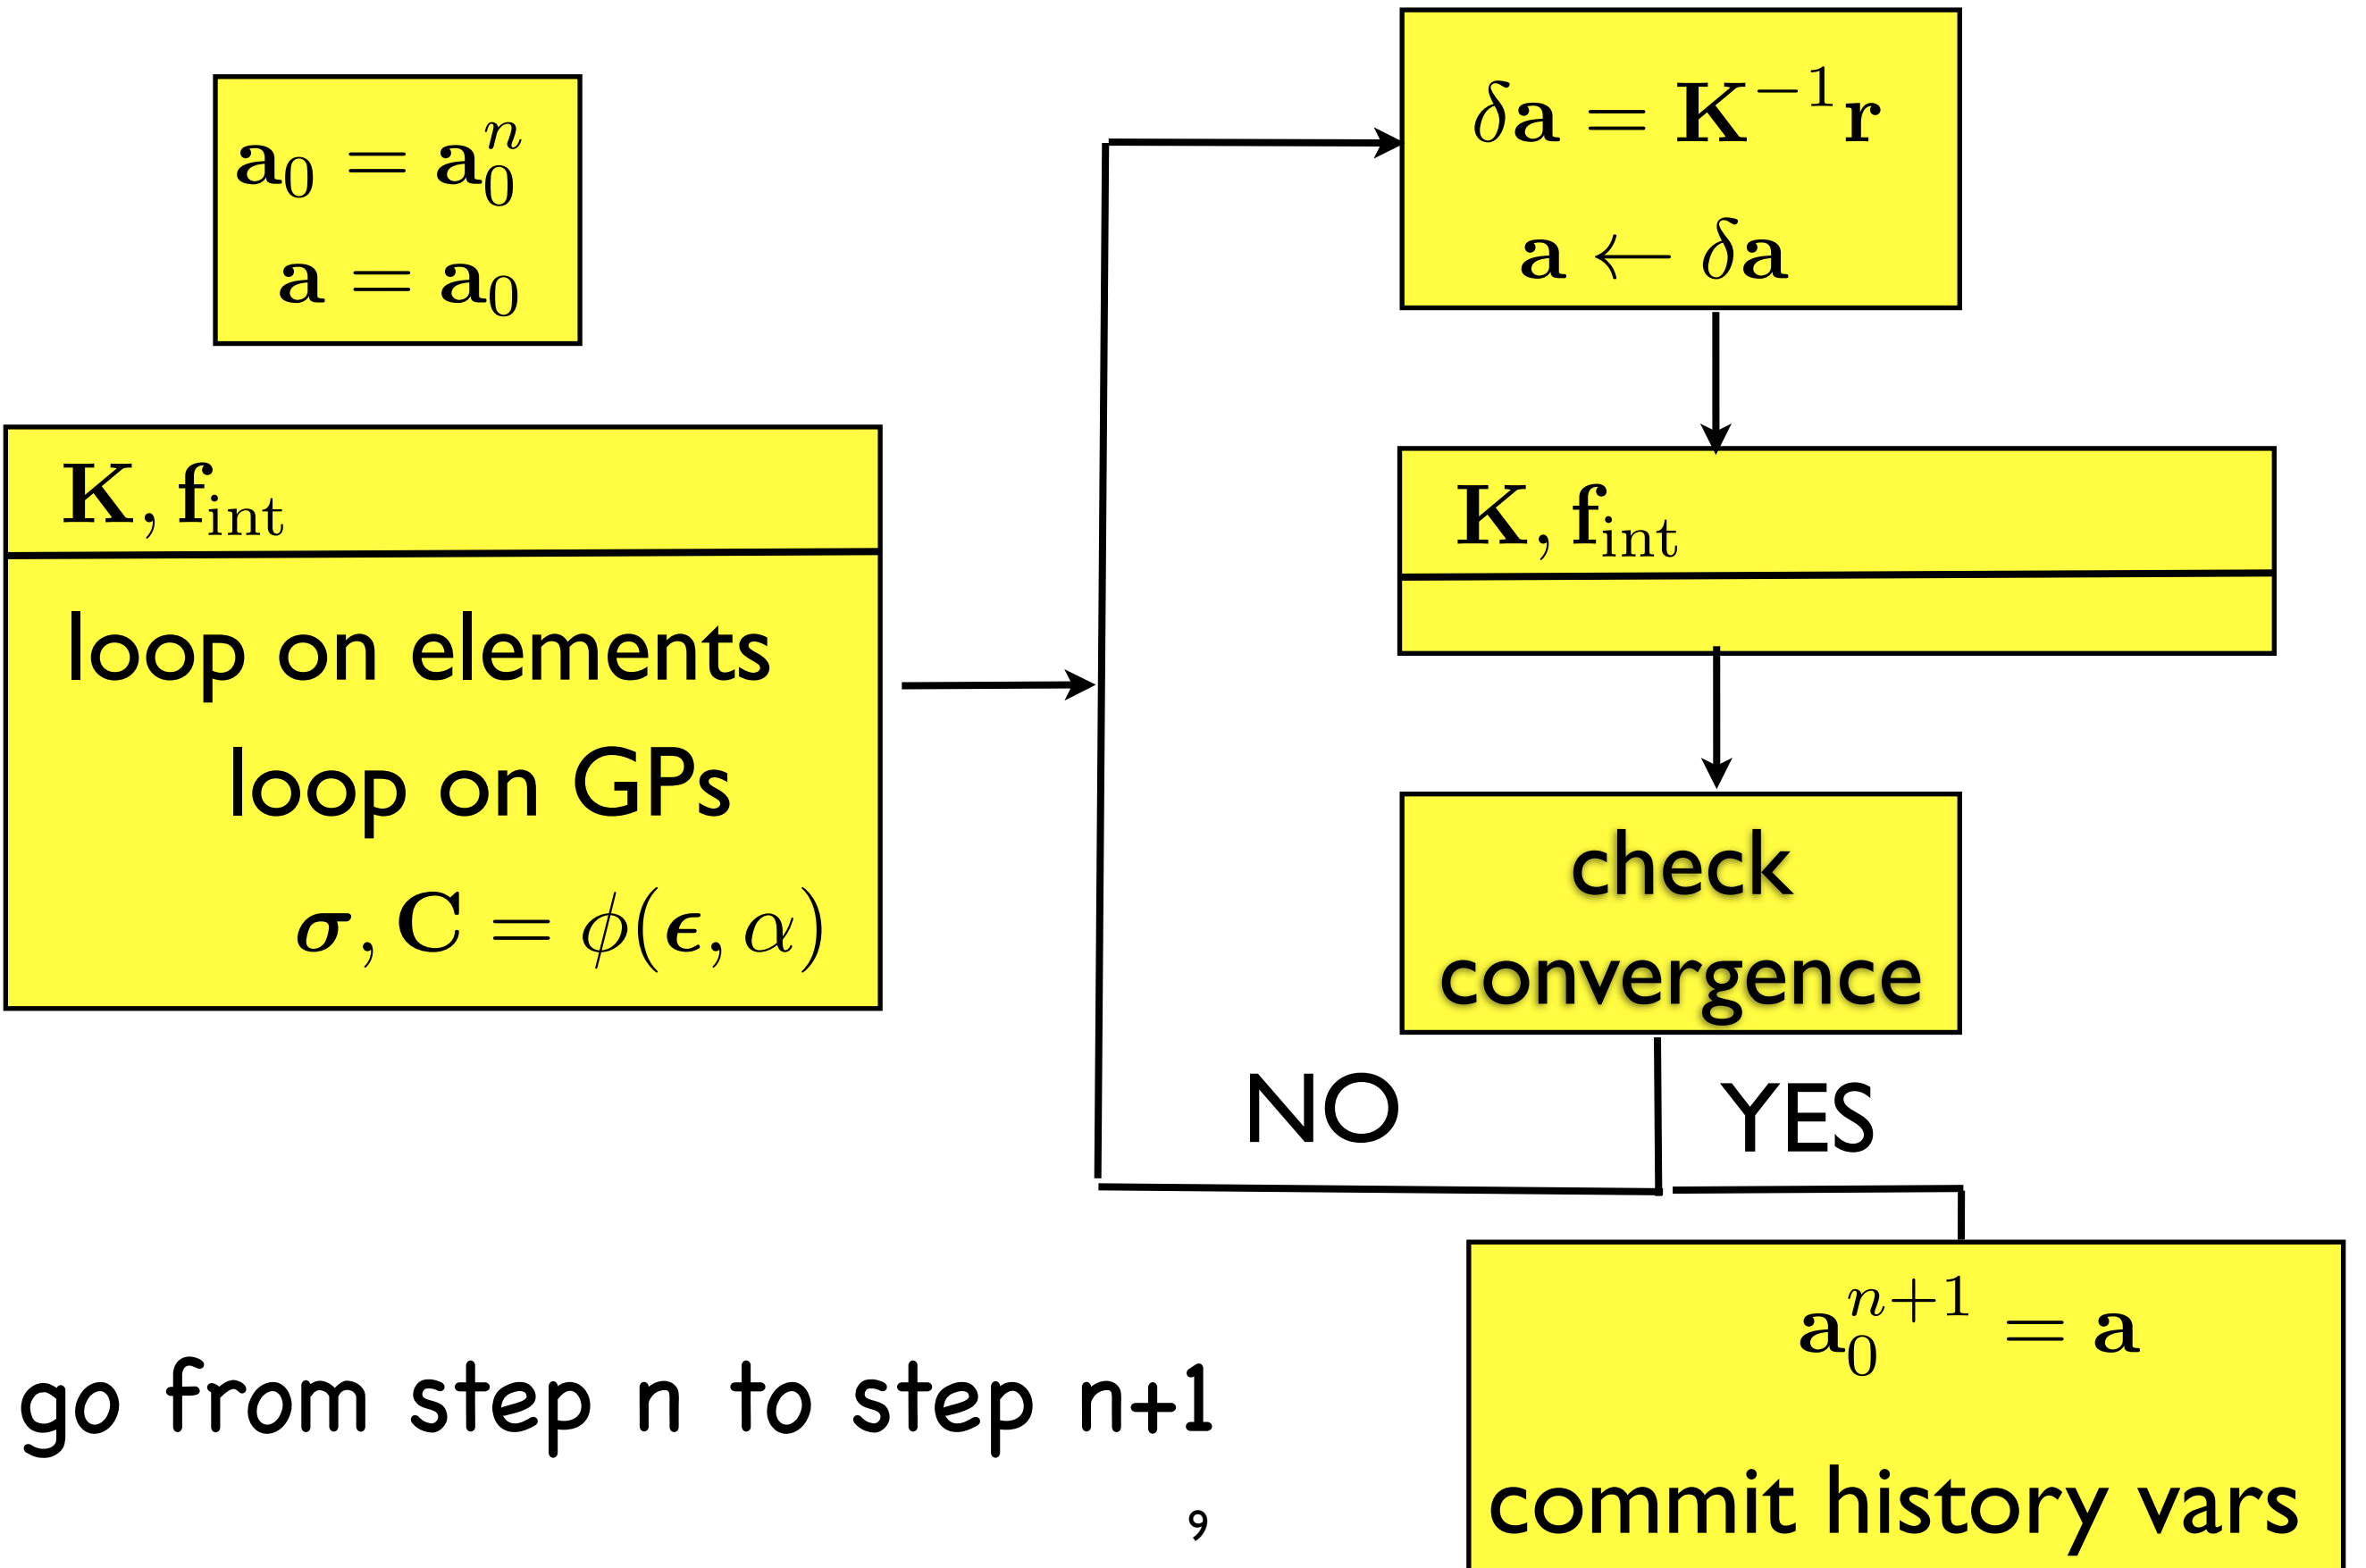 a₀ = a₀ⁿ
a = a₀
K, f_int
loop on elements
loop on GPs
σ, C = ϕ(ϵ, α)
δa = K⁻¹r
a ← δa
K, f_int
check
convergence
NO
YES
a₀ⁿ⁺¹ = a
commit history vars
go from step n to step n+1
,